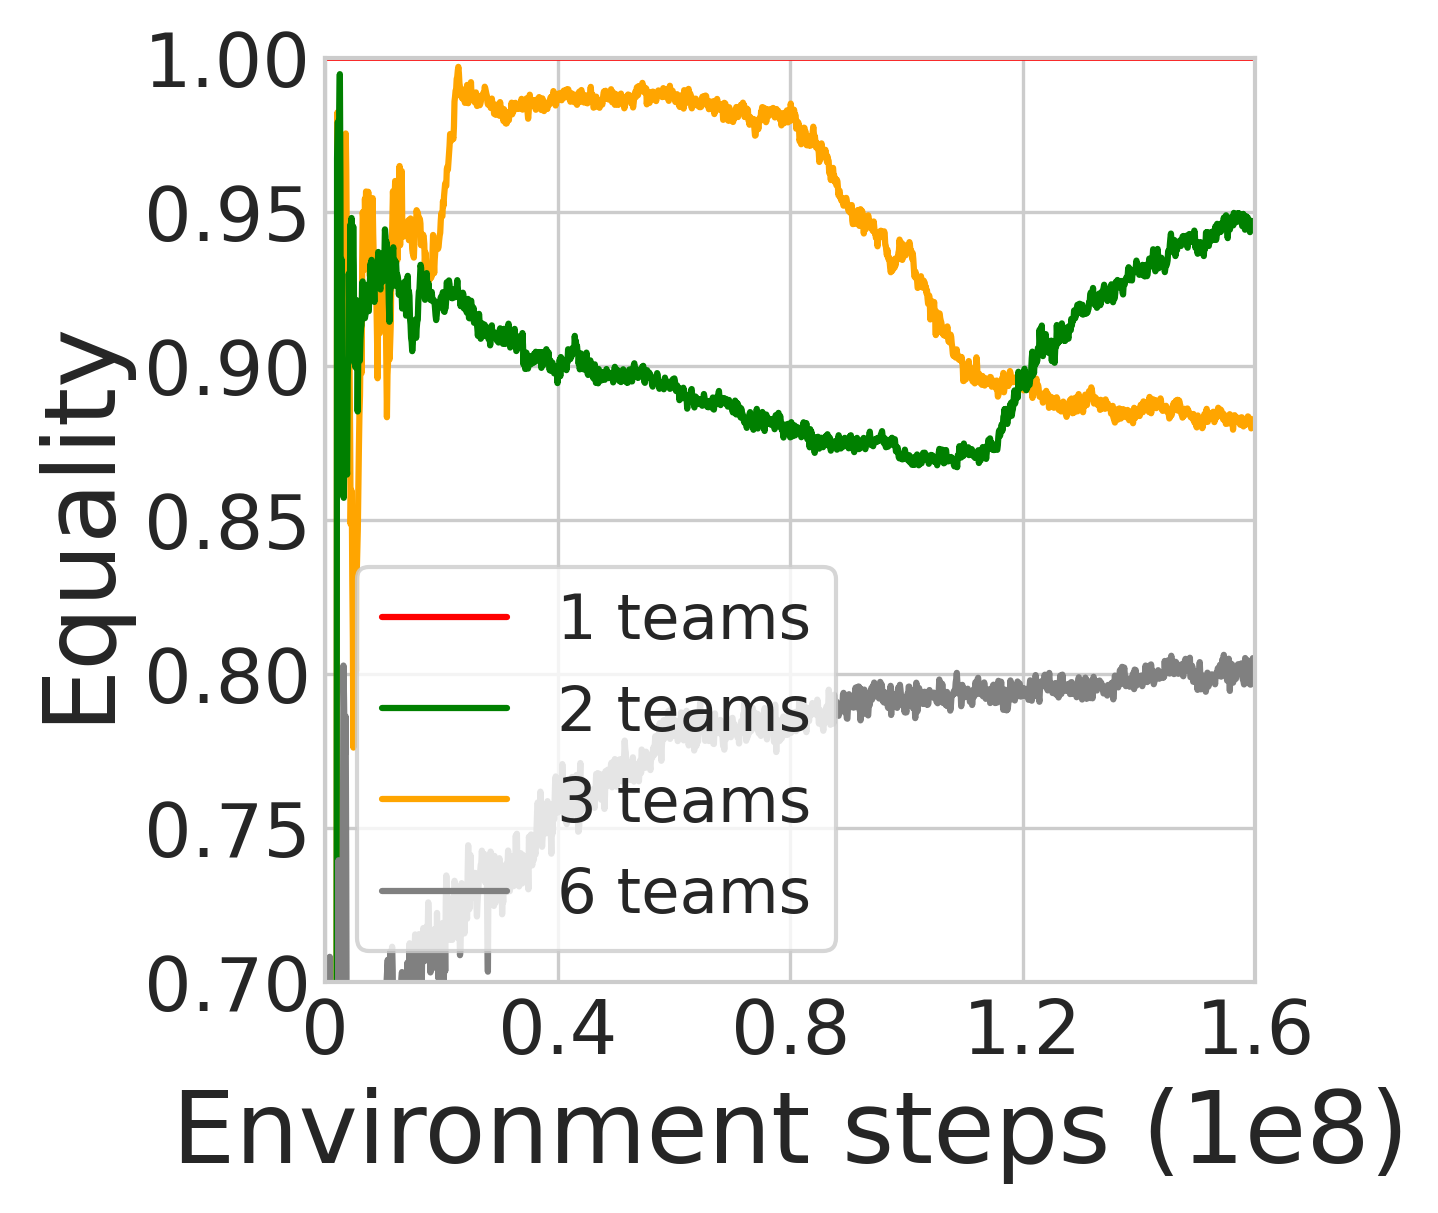 1.00
0.95
0.90
0.85
0.80
0.75
0.70
Equality
1 teams
2 teams
3 teams
6 teams
0 0.4 0.8 1.2 1.6
Environment steps (1e8)